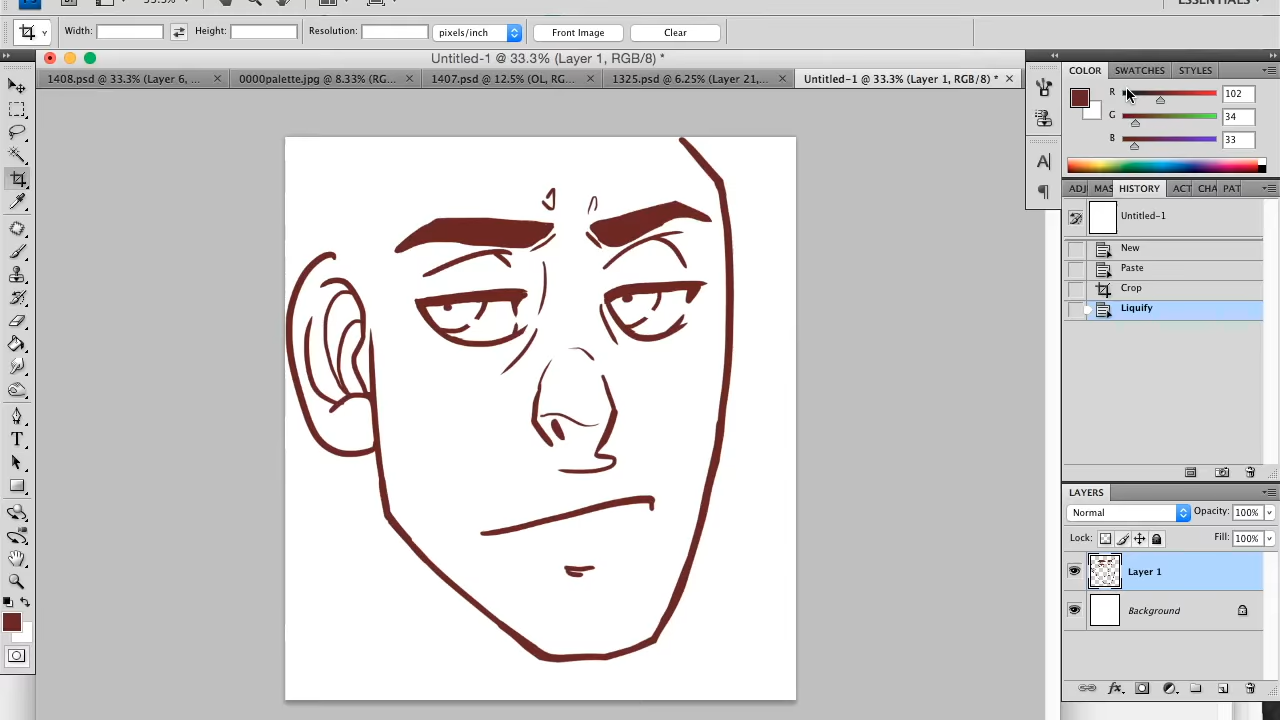 33.3% ESSENTIALS
Width: Height: Resolution: pixels/inch Front Image Clear
Untitled-1 @ 33.3% (Layer 1, RGB/8) *
1408.psd @ 33.3% (Layer 6, ... 0000palette.jpg @ 8.33% (RG... 1407.psd @ 12.5% (OL, RG... 1325.psd @ 6.25% (Layer 21,... Untitled-1 @ 33.3% (Layer 1, RGB/8) *
COLOR SWATCHES STYLES
R 102
G 34
B 33
ADJ MAS HISTORY ACT CHA PAT
Untitled-1
New
Paste
Crop
Liquify
LAYERS
Normal Opacity: 100%
Lock: Fill: 100%
Layer 1
Background